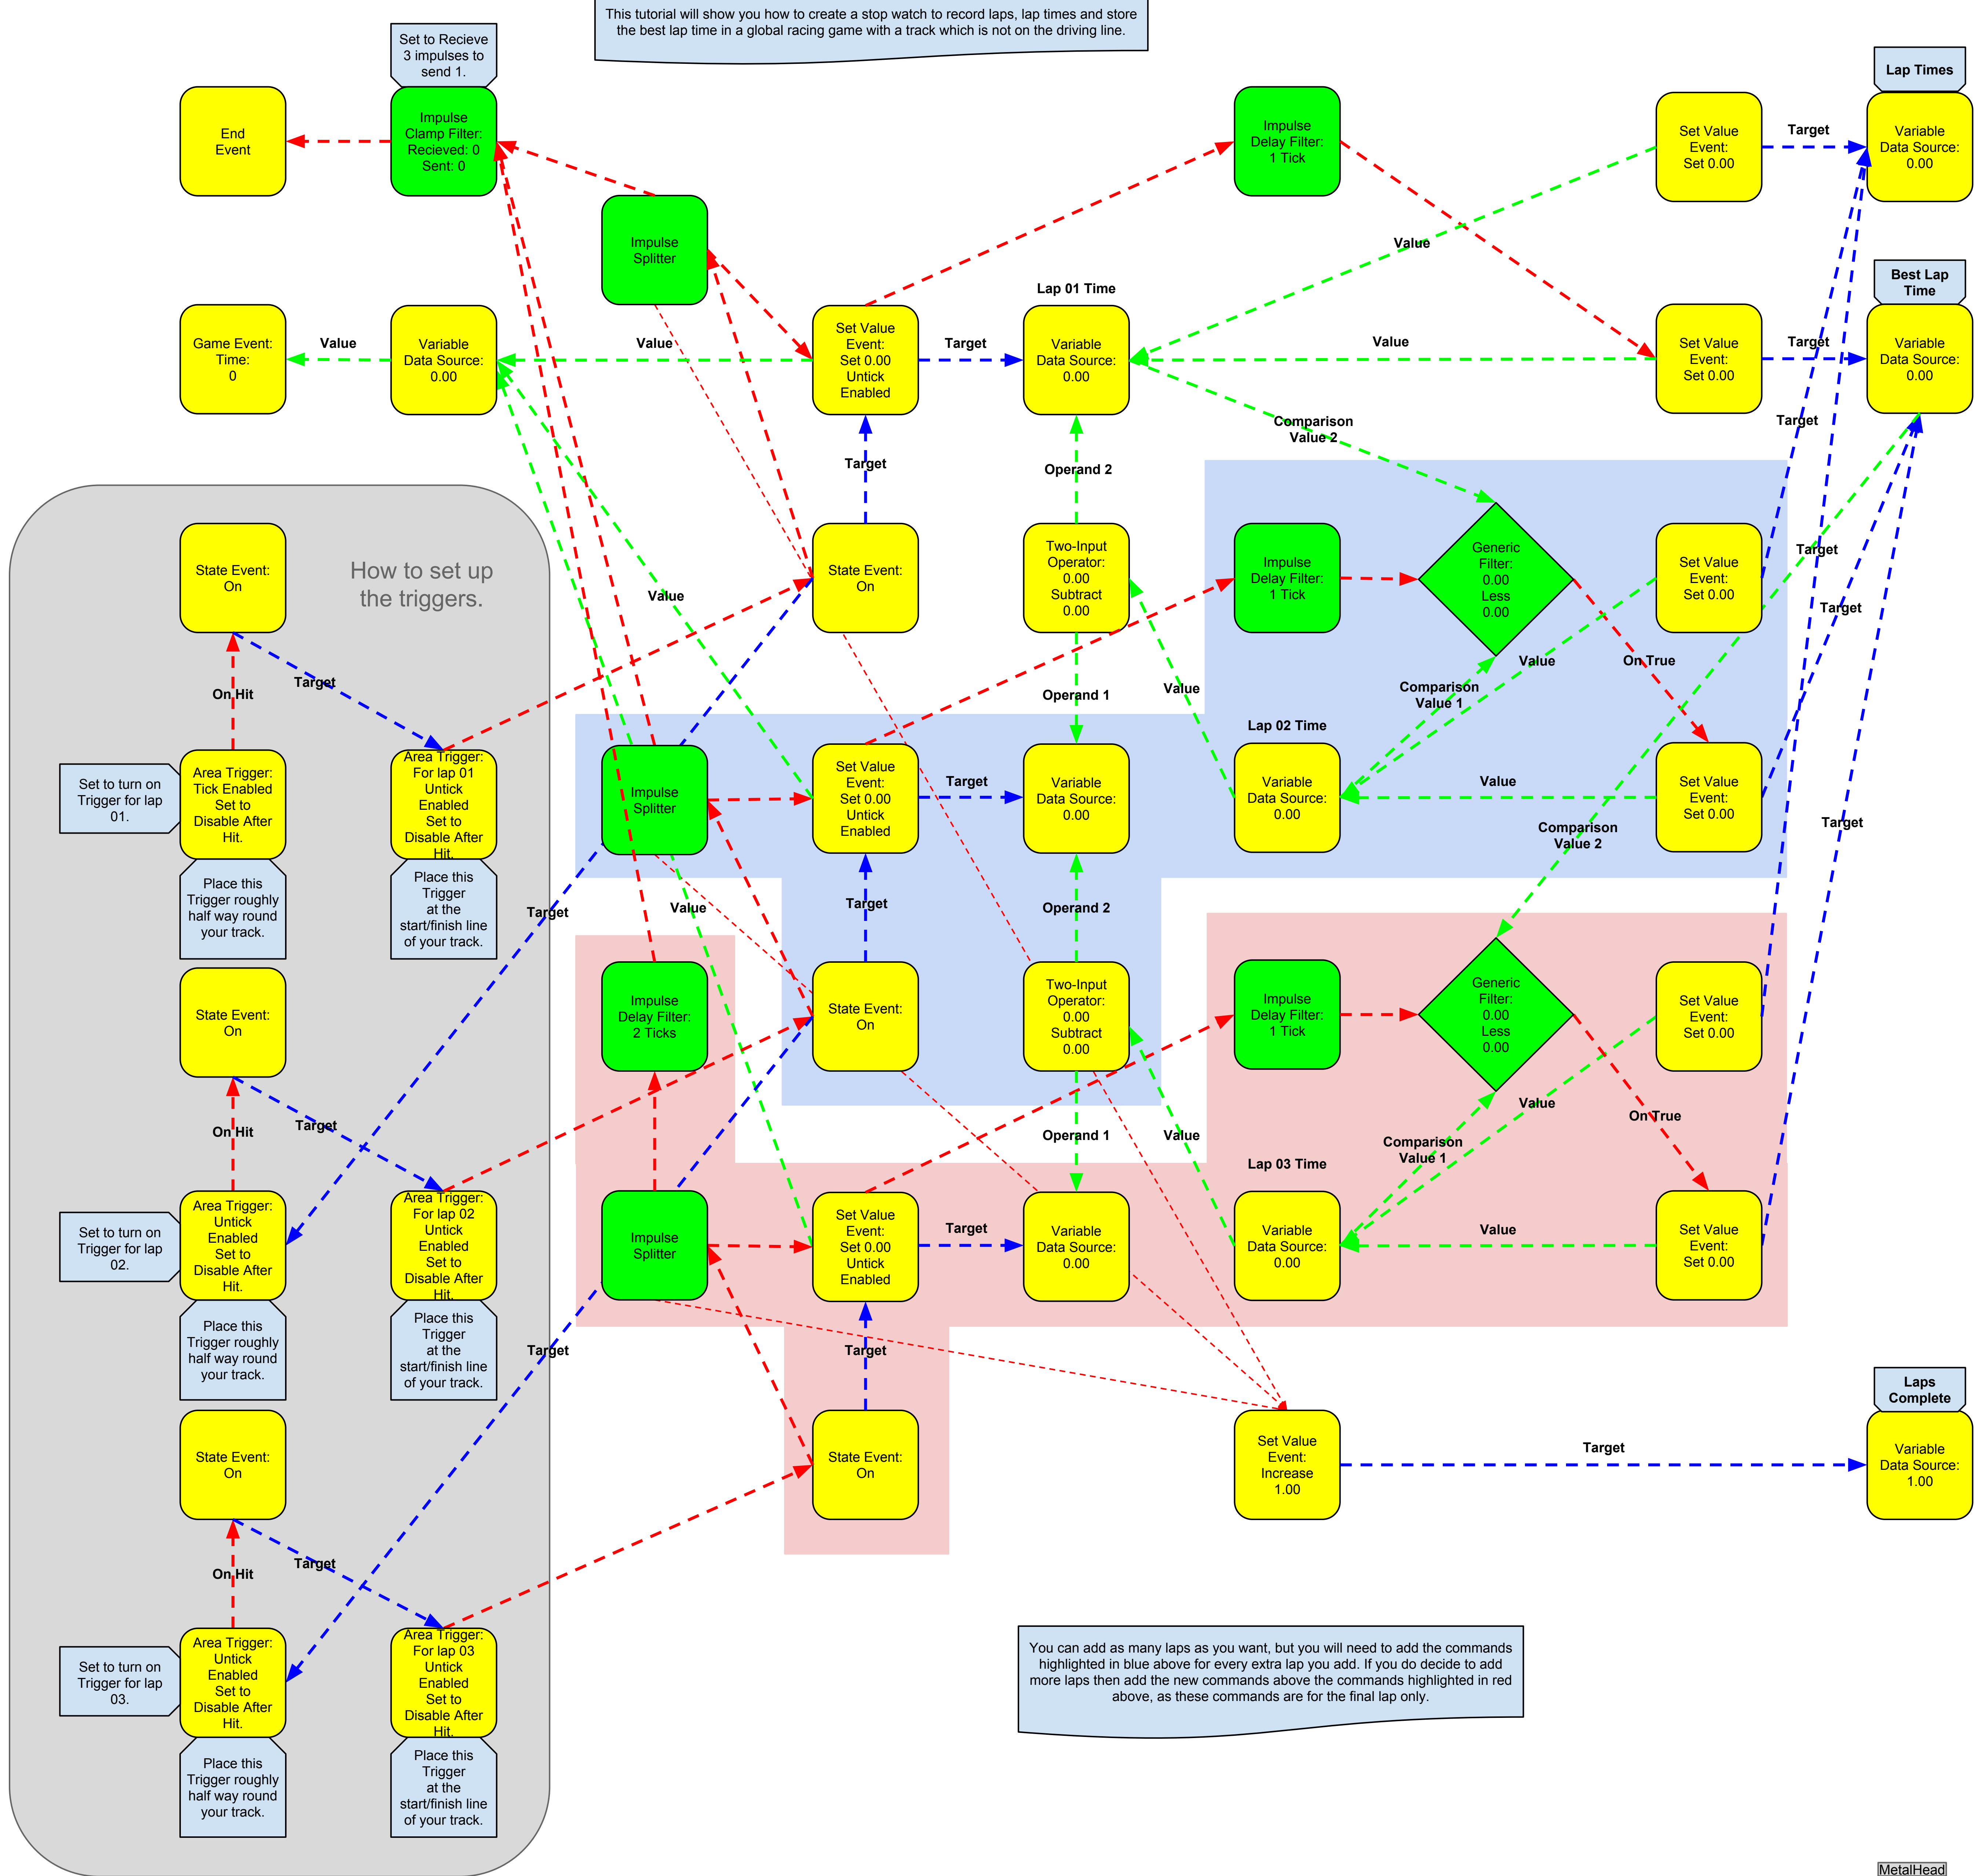 This tutorial will show you how to create a stop watch to record laps, lap times and store
the best lap time in a global racing game with a track which is not on the driving line.
Set to Recieve
3 impulses to
send 1.
Lap Times
End
Event
Impulse
Clamp Filter:
Recieved: 0
Sent: 0
Impulse
Delay Filter:
1 Tick
Set Value
Event:
Set 0.00
Target
Variable
Data Source:
0.00
Impulse
Splitter
Value
Best Lap
Time
Lap 01 Time
Game Event:
Time:
0
Value
Variable
Data Source:
0.00
Value
Set Value
Event:
Set 0.00
Untick
Enabled
Target
Variable
Data Source:
0.00
Value
Set Value
Event:
Set 0.00
Target
Variable
Data Source:
0.00
Comparison
Value 2
Target
Target
Operand 2
How to set up
the triggers.
State Event:
On
Value
State Event:
On
Two-Input
Operator:
0.00
Subtract
0.00
Impulse
Delay Filter:
1 Tick
Generic
Filter:
0.00
Less
0.00
Set Value
Event:
Set 0.00
Target
Target
On Hit
Target
Operand 1
Value
Comparison
Value 1
Value
On True
Lap 02 Time
Set to turn on
Trigger for lap
01.
Area Trigger:
Tick Enabled
Set to
Disable After
Hit.
Area Trigger:
For lap 01
Untick
Enabled
Set to
Disable After
Hit.
Impulse
Splitter
Set Value
Event:
Set 0.00
Untick
Enabled
Target
Variable
Data Source:
0.00
Variable
Data Source:
0.00
Value
Set Value
Event:
Set 0.00
Target
Comparison
Value 2
Place this
Trigger roughly
half way round
your track.
Place this
Trigger
at the
start/finish line
of your track.
Target
Value
Target
Operand 2
State Event:
On
Impulse
Delay Filter:
2 Ticks
State Event:
On
Two-Input
Operator:
0.00
Subtract
0.00
Impulse
Delay Filter:
1 Tick
Generic
Filter:
0.00
Less
0.00
Set Value
Event:
Set 0.00
On Hit
Target
Operand 1
Value
Comparison
Value 1
Value
On True
Lap 03 Time
Set to turn on
Trigger for lap
02.
Area Trigger:
Untick
Enabled
Set to
Disable After
Hit.
Area Trigger:
For lap 02
Untick
Enabled
Set to
Disable After
Hit.
Impulse
Splitter
Set Value
Event:
Set 0.00
Untick
Enabled
Target
Variable
Data Source:
0.00
Variable
Data Source:
0.00
Value
Set Value
Event:
Set 0.00
Place this
Trigger roughly
half way round
your track.
Place this
Trigger
at the
start/finish line
of your track.
Target
Target
Laps
Complete
State Event:
On
State Event:
On
Set Value
Event:
Increase
1.00
Target
Variable
Data Source:
1.00
On Hit
Target
Set to turn on
Trigger for lap
03.
Area Trigger:
Untick
Enabled
Set to
Disable After
Hit.
Area Trigger:
For lap 03
Untick
Enabled
Set to
Disable After
Hit.
Place this
Trigger roughly
half way round
your track.
Place this
Trigger
at the
start/finish line
of your track.
You can add as many laps as you want, but you will need to add the commands
highlighted in blue above for every extra lap you add. If you do decide to add
more laps then add the new commands above the commands highlighted in red
above, as these commands are for the final lap only.
MetalHead